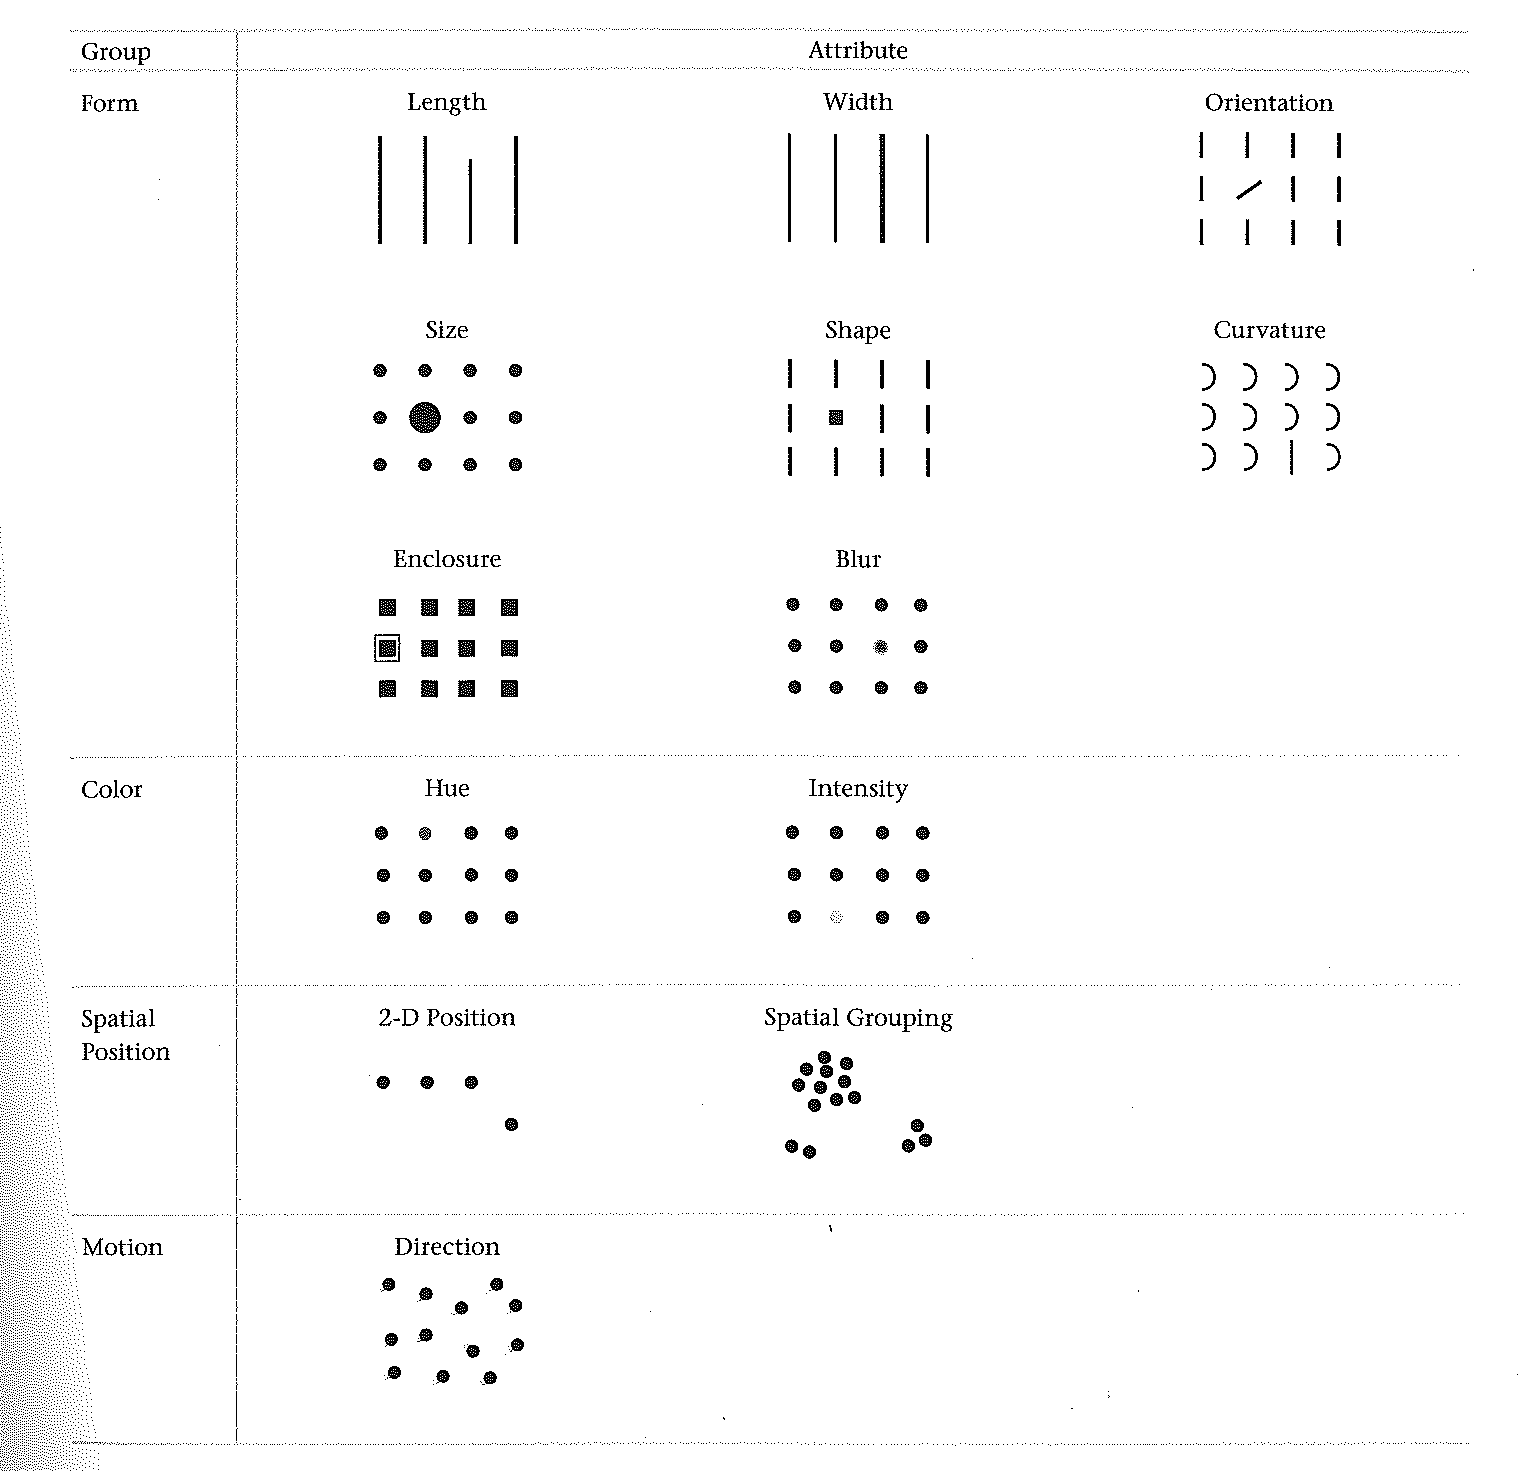 Group Attribute
Form Length Width Orientation
Size Shape Curvature
Enclosure Blur
Color Hue Intensity
Spatial 2-D Position Spatial Grouping
Position
Motion Direction